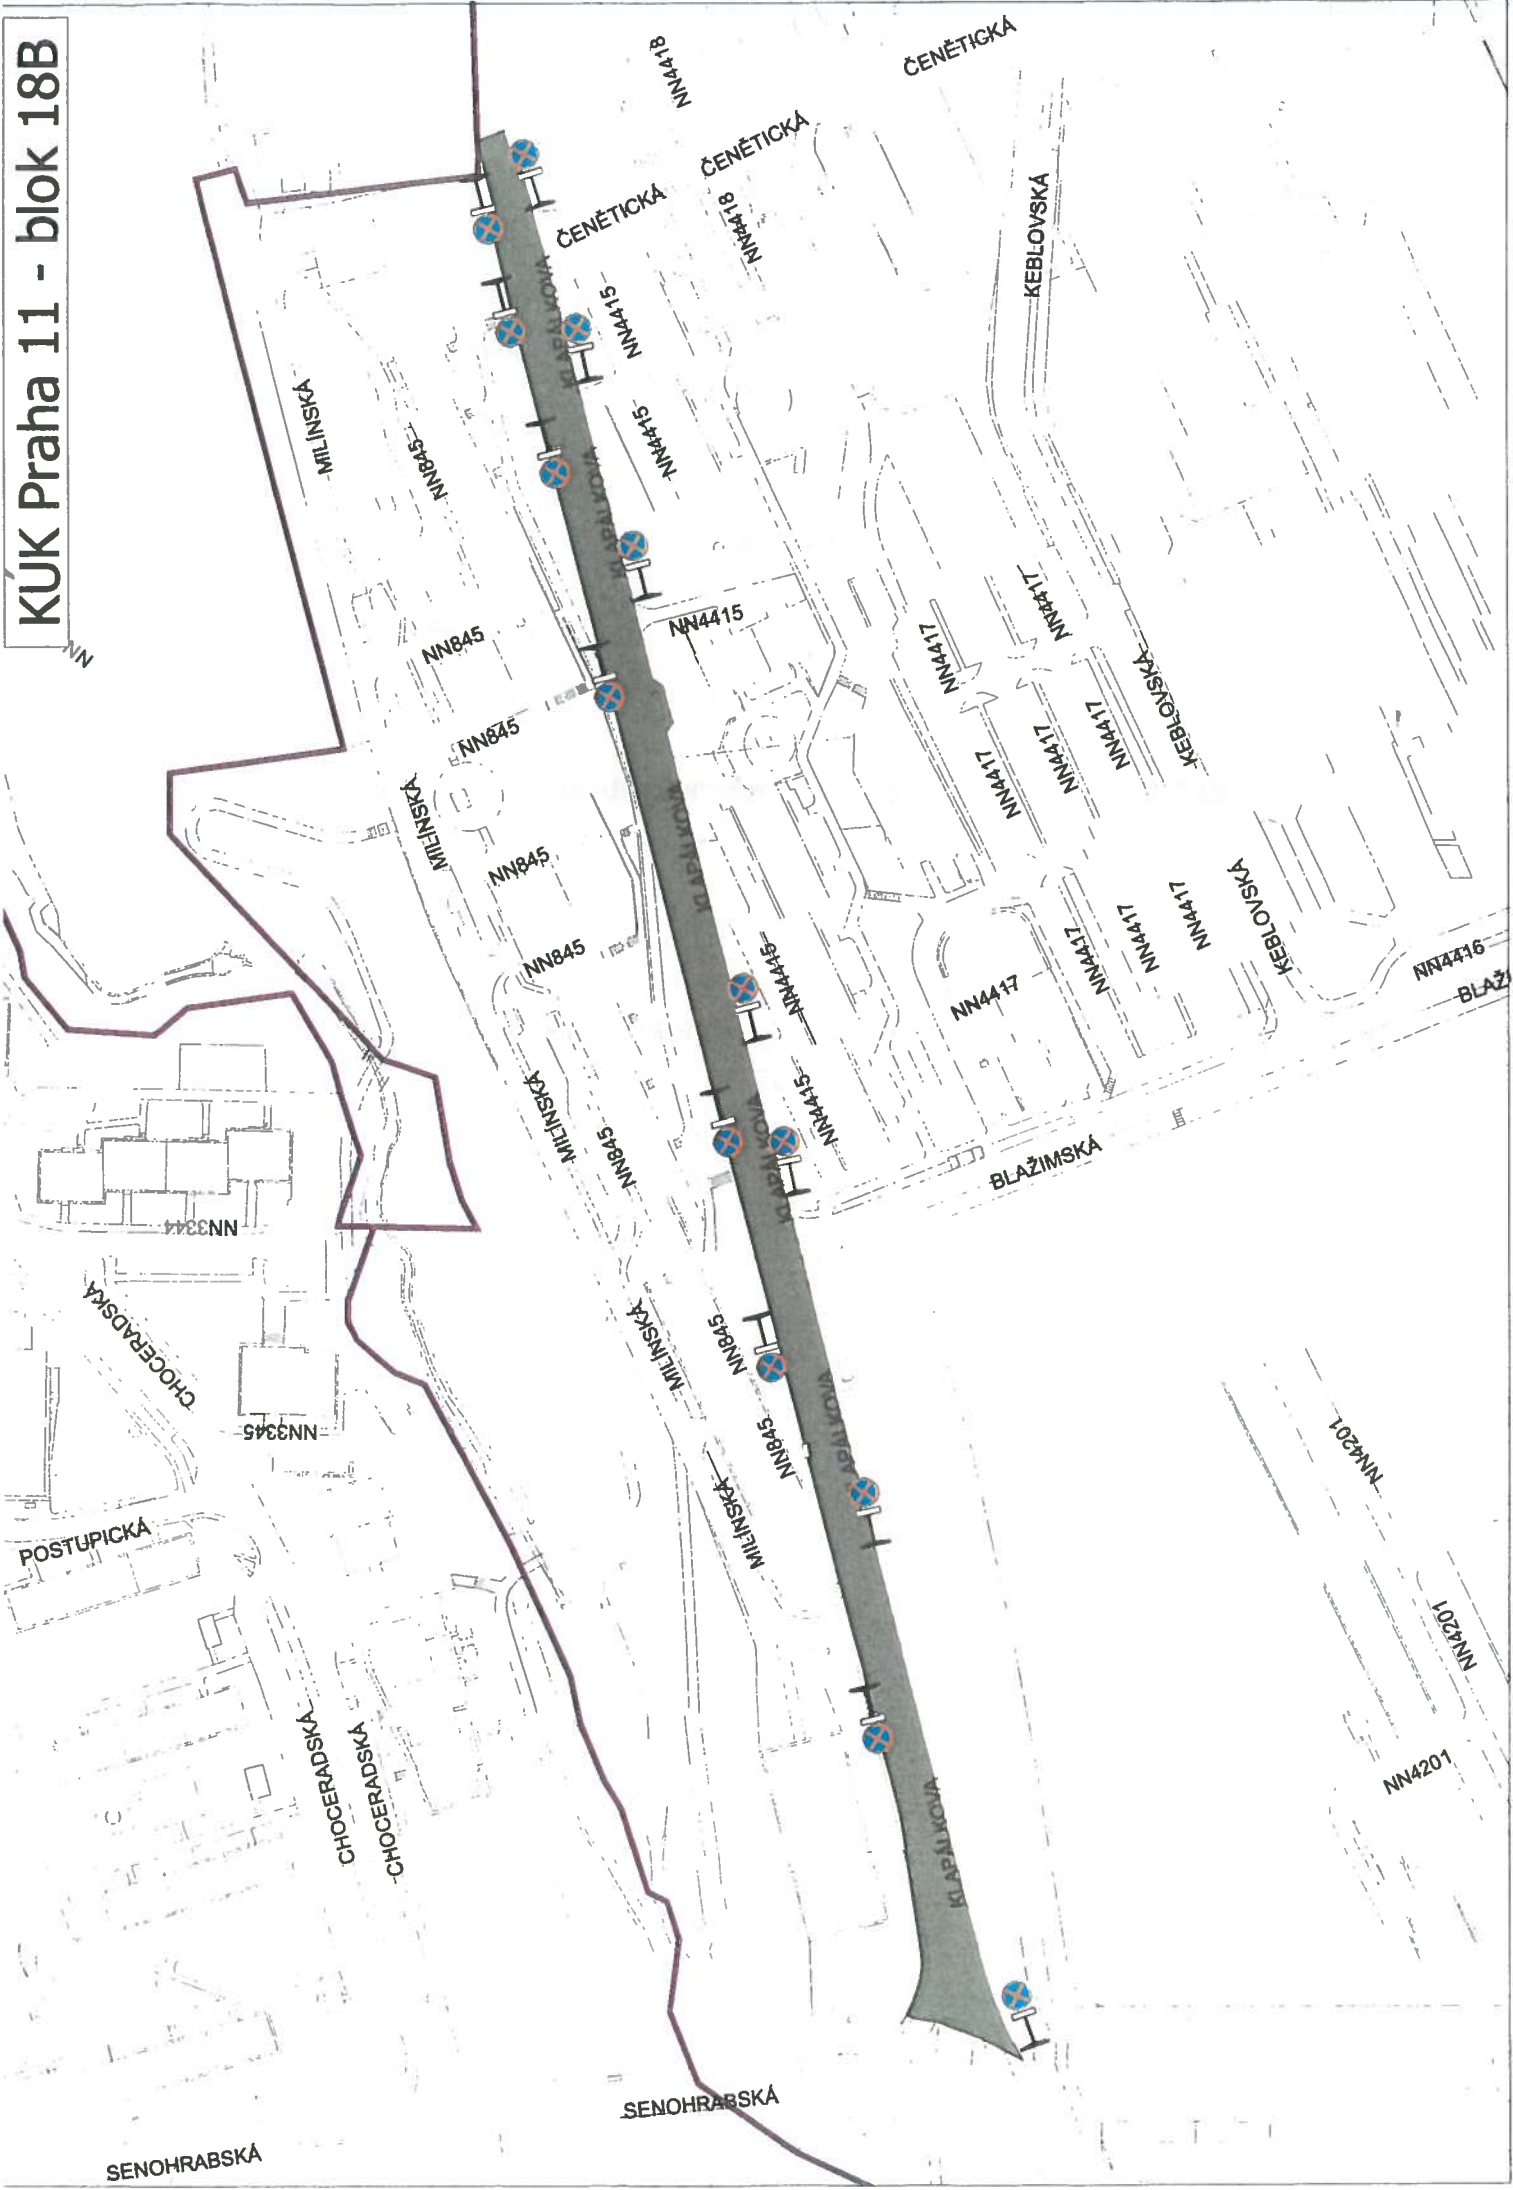 KÚK Praha 11 - blok 18B
NN
NN4418
ČENĚTICKÁ
ČENĚTICKÁ
ČENĚTICKÁ
NN4418
KEBLOVSKÁ
KLAPÁLKOVA
NN4415
MILÍNSKÁ
NN845
NN4415
KLAPÁLKOVA
NN845
NN4415
NN4417
NN4417
NN845
KEBLOVSKÁ
MILÍNSKÁ
NN4417
NN4417
NN4417
KLAPÁLKOVA
NN845
NN845
NN4415
NN4417
NN4417
NN4417
NN4417
KEBLOVSKÁ
NN4416
BLAŽI
MILÍNSKÁ
NN845
NN4415
KLAPÁLKOVA
BLAŽIMSKÁ
NN3344
CHOCERADSKÁ
MILÍNSKÁ
NN845
NN3345
NN845
APÁLKOVA
NN4201
POSTUPICKÁ
MILÍNSKÁ
NN4201
CHOCERADSKÁ
CHOCERADSKÁ
NN4201
KLAPÁLKOVA
SENOHRABSKÁ
SENOHRABSKÁ